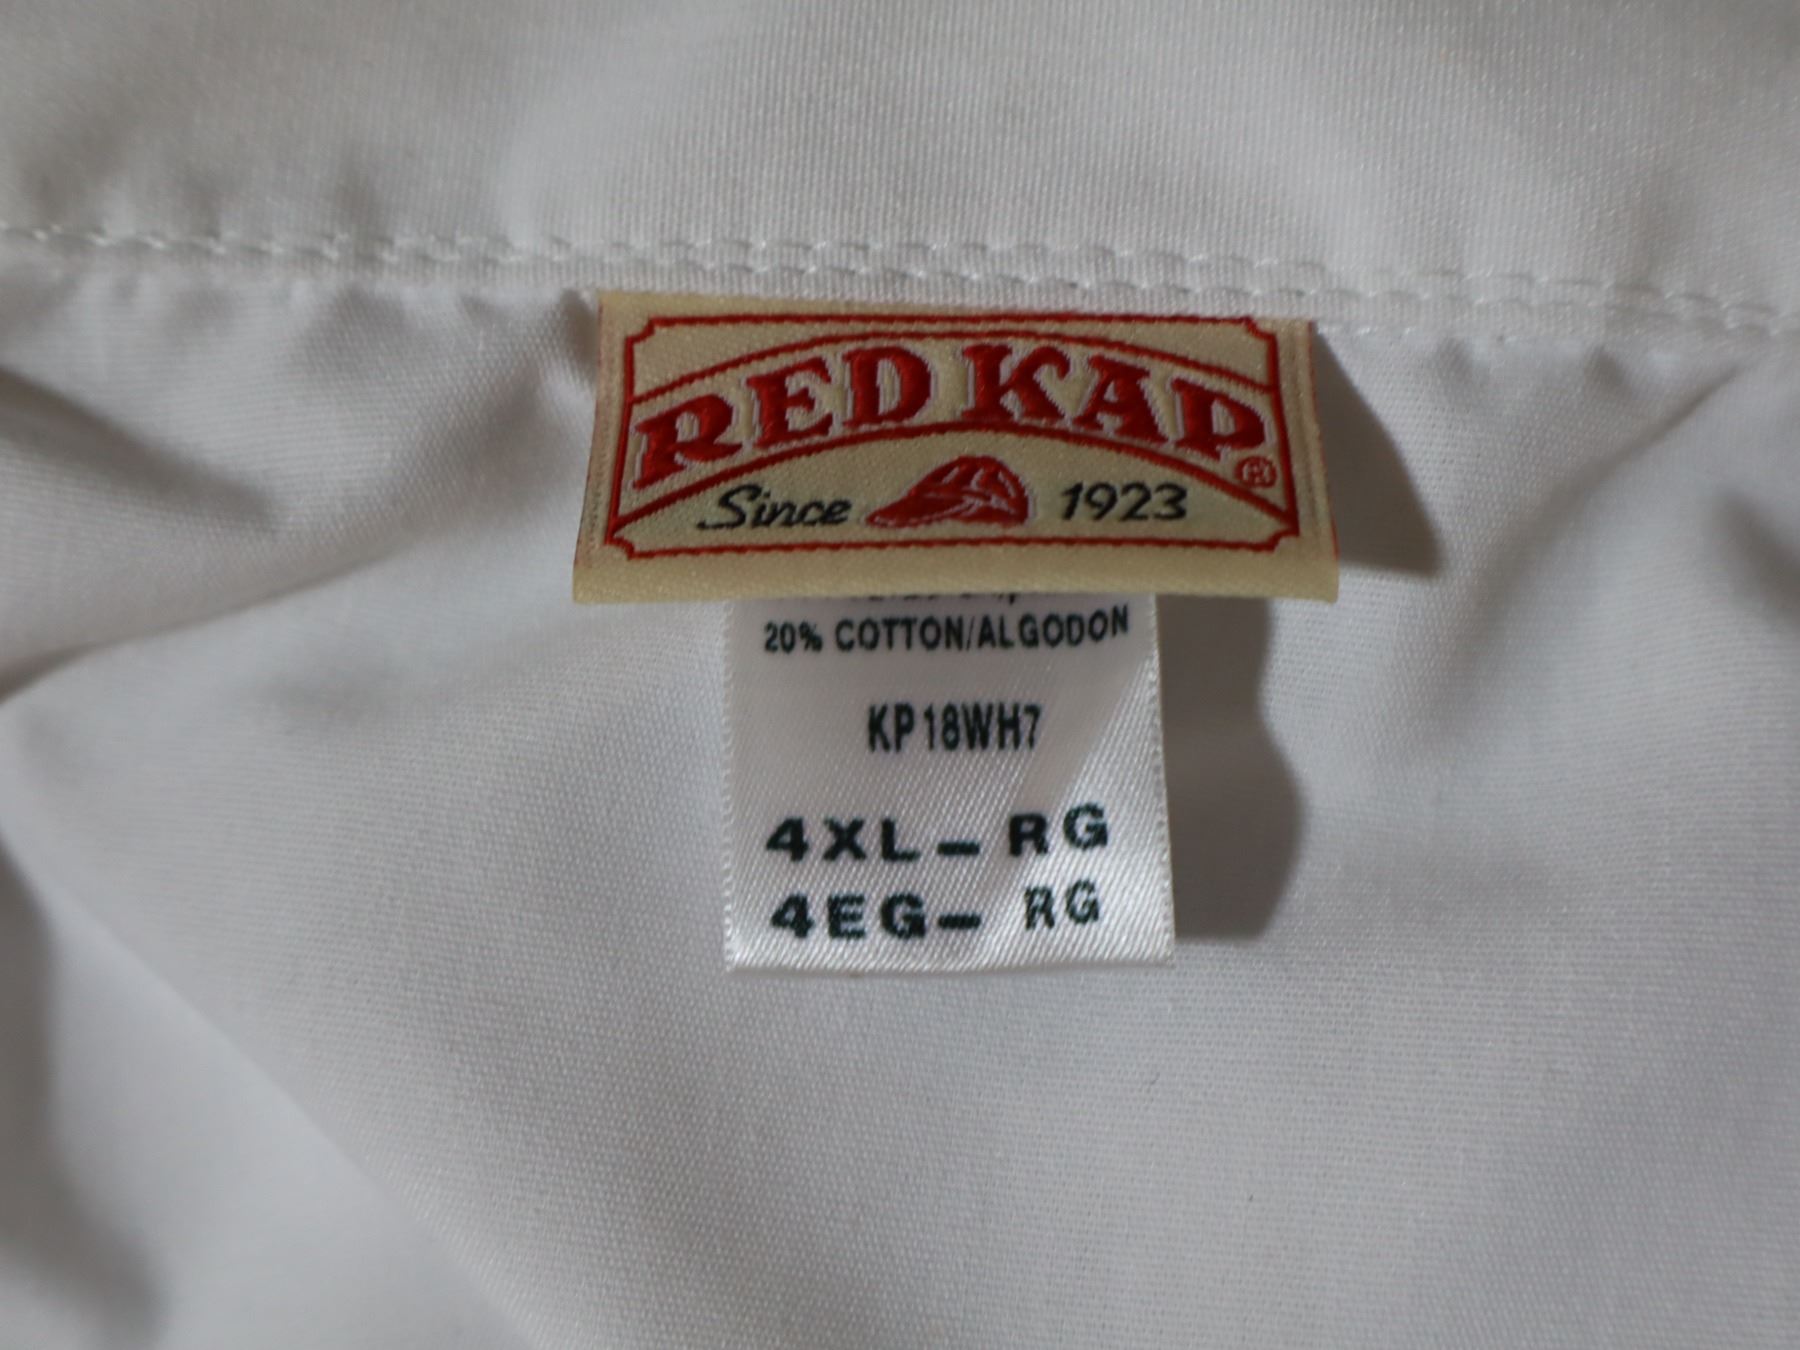 RED KAP®
Since 1923
20% COTTON/ALGODON
KP18WH7
4XL-RG
4EG-RG